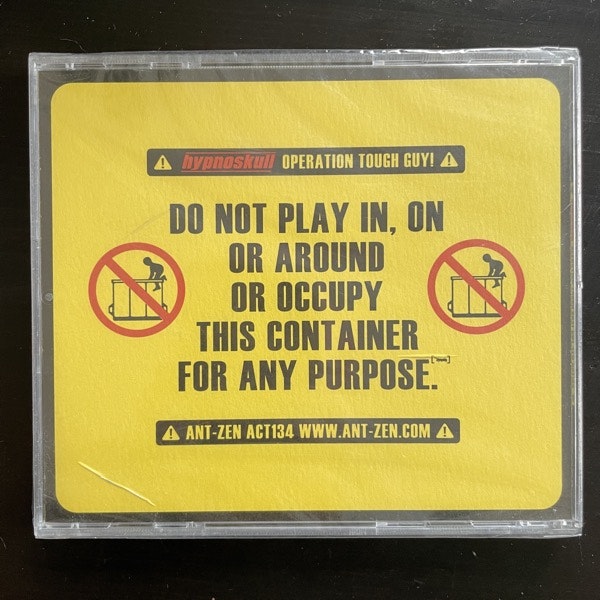 hypnoskull OPERATION TOUGH GUY!
DO NOT PLAY IN, ON
OR AROUND
OR OCCUPY
THIS CONTAINER
FOR ANY PURPOSE.
ANT-ZEN ACT134 WWW.ANT-ZEN.COM